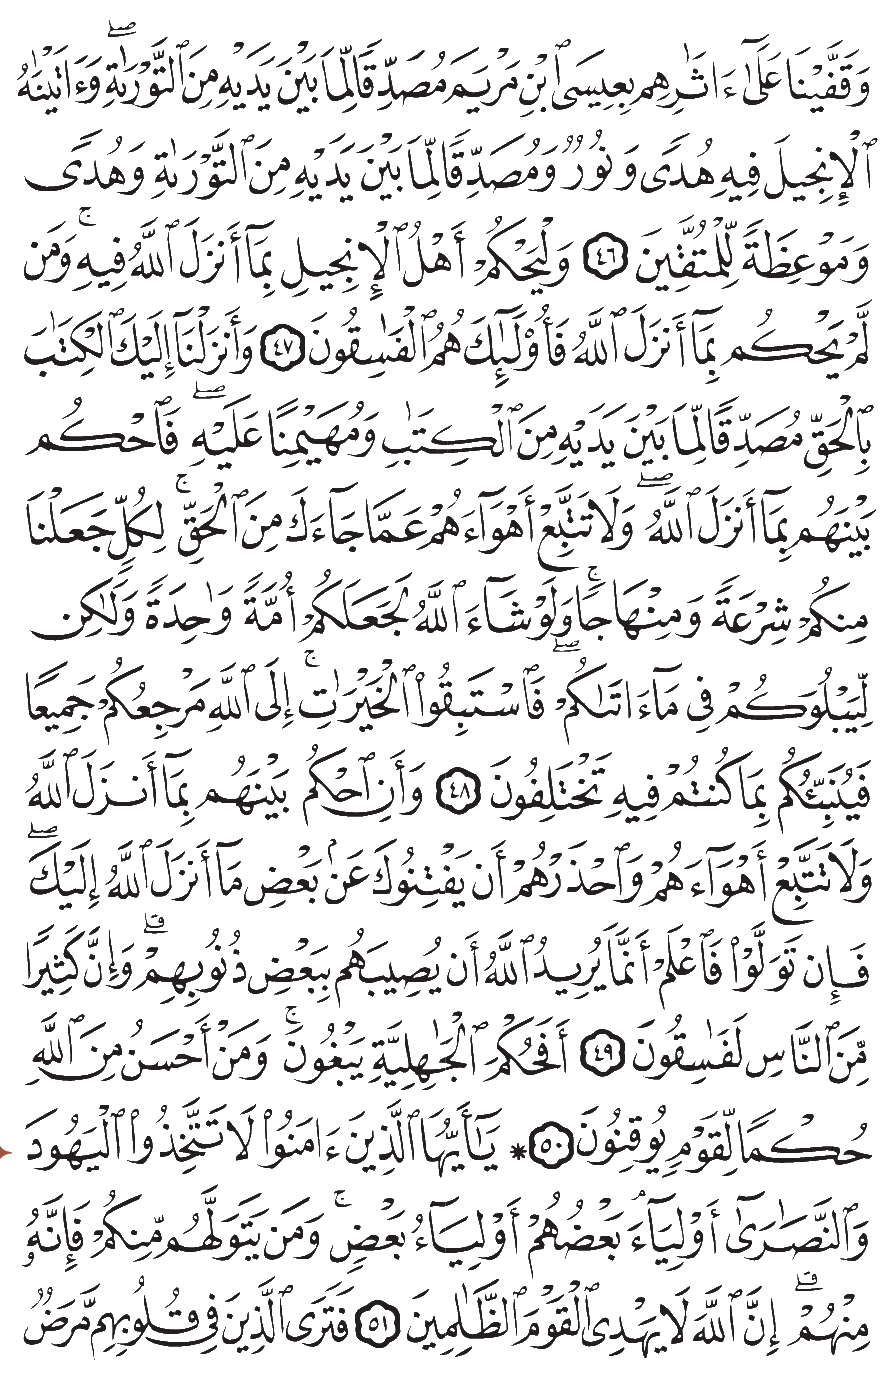 وَقَفَّيْنَا عَلَىٰٓ ءَاثَٰرِهِم بِعِيسَى ٱبْنِ مَرْيَمَ مُصَدِّقًا لِّمَا بَيْنَ يَدَيْهِ مِنَ ٱلتَّوْرَىٰةِ ۖ وَءَاتَيْنَٰهُ
ٱلْإِنجِيلَ فِيهِ هُدًى وَنُورٌ وَمُصَدِّقًا لِّمَا بَيْنَ يَدَيْهِ مِنَ ٱلتَّوْرَىٰةِ وَهُدًى
وَمَوْعِظَةً لِّلْمُتَّقِينَ ٤٦ وَلْيَحْكُمْ أَهْلُ ٱلْإِنجِيلِ بِمَآ أَنزَلَ ٱللَّهُ فِيهِ ۚ وَمَن
لَّمْ يَحْكُم بِمَآ أَنزَلَ ٱللَّهُ فَأُو۟لَٰٓئِكَ هُمُ ٱلْفَٰسِقُونَ ٤٧ وَأَنزَلْنَآ إِلَيْكَ ٱلْكِتَٰبَ
بِٱلْحَقِّ مُصَدِّقًا لِّمَا بَيْنَ يَدَيْهِ مِنَ ٱلْكِتَٰبِ وَمُهَيْمِنًا عَلَيْهِ ۖ فَٱحْكُم
بَيْنَهُم بِمَآ أَنزَلَ ٱللَّهُ ۖ وَلَا تَتَّبِعْ أَهْوَآءَهُمْ عَمَّا جَآءَكَ مِنَ ٱلْحَقِّ ۚ لِكُلٍّ جَعَلْنَا
مِنكُمْ شِرْعَةً وَمِنْهَاجًا ۚ وَلَوْ شَآءَ ٱللَّهُ لَجَعَلَكُمْ أُمَّةً وَٰحِدَةً وَلَٰكِن
لِّيَبْلُوَكُمْ فِى مَآ ءَاتَىٰكُمْ ۖ فَٱسْتَبِقُوا۟ ٱلْخَيْرَٰتِ ۚ إِلَى ٱللَّهِ مَرْجِعُكُمْ جَمِيعًا
فَيُنَبِّئُكُم بِمَا كُنتُمْ فِيهِ تَخْتَلِفُونَ ٤٨ وَأَنِ ٱحْكُم بَيْنَهُم بِمَآ أَنزَلَ ٱللَّهُ
وَلَا تَتَّبِعْ أَهْوَآءَهُمْ وَٱحْذَرْهُمْ أَن يَفْتِنُوكَ عَنۢ بَعْضِ مَآ أَنزَلَ ٱللَّهُ إِلَيْكَ ۖ
فَإِن تَوَلَّوْا۟ فَٱعْلَمْ أَنَّمَا يُرِيدُ ٱللَّهُ أَن يُصِيبَهُم بِبَعْضِ ذُنُوبِهِمْ ۗ وَإِنَّ كَثِيرًا
مِّنَ ٱلنَّاسِ لَفَٰسِقُونَ ٤٩ أَفَحُكْمَ ٱلْجَٰهِلِيَّةِ يَبْغُونَ ۚ وَمَنْ أَحْسَنُ مِنَ ٱللَّهِ
حُكْمًا لِّقَوْمٍ يُوقِنُونَ ٥٠ * يَٰٓأَيُّهَا ٱلَّذِينَ ءَامَنُوا۟ لَا تَتَّخِذُوا۟ ٱلْيَهُودَ
وَٱلنَّصَٰرَىٰٓ أَوْلِيَآءَ ۘ بَعْضُهُمْ أَوْلِيَآءُ بَعْضٍ ۚ وَمَن يَتَوَلَّهُم مِّنكُمْ فَإِنَّهُۥ
مِنْهُمْ ۗ إِنَّ ٱللَّهَ لَا يَهْدِى ٱلْقَوْمَ ٱلظَّٰلِمِينَ ٥١ فَتَرَى ٱلَّذِينَ فِى قُلُوبِهِم مَّرَضٌ